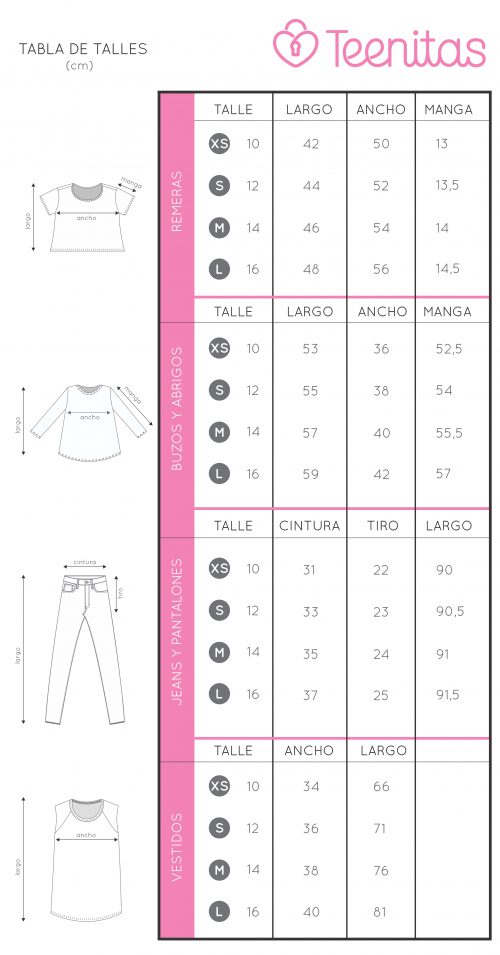 TABLA DE TALLES
(cm)
Teenitas
REMERAS
TALLE LARGO ANCHO MANGA
XS 10 42 50 13
S 12 44 52 13,5
M 14 46 54 14
L 16 48 56 14,5
manga
largo
ancho
BUZOS Y ABRIGOS
TALLE LARGO ANCHO MANGA
XS 10 53 36 52,5
S 12 55 38 54
M 14 57 40 55,5
L 16 59 42 57
manga
largo
ancho
JEANS Y PANTALONES
TALLE CINTURA TIRO LARGO
XS 10 31 22 90
S 12 33 23 90,5
M 14 35 24 91
L 16 37 25 91,5
cintura
tiro
largo
VESTIDOS
TALLE ANCHO LARGO
XS 10 34 66
S 12 36 71
M 14 38 76
L 16 40 81
ancho
largo